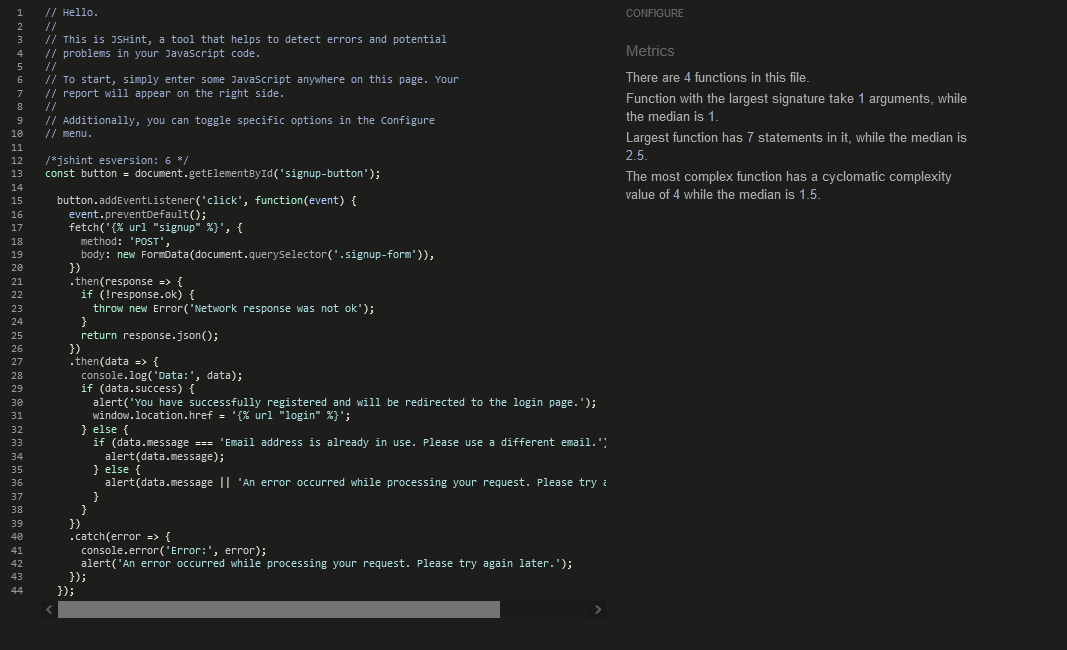 1 // Hello.
2 //
3 // This is JSHint, a tool that helps to detect errors and potential
4 // problems in your JavaScript code.
5 //
6 // To start, simply enter some JavaScript anywhere on this page. Your
7 // report will appear on the right side.
8 //
9 // Additionally, you can toggle specific options in the Configure
10 // menu.
11
12 /*jshint esversion: 6 */
13 const button = document.getElementById('signup-button');
14
15 button.addEventListener('click', function(event) {
16 event.preventDefault();
17 fetch('{% url "signup" %}', {
18 method: 'POST',
19 body: new FormData(document.querySelector('.signup-form')),
20 })
21 .then(response => {
22 if (!response.ok) {
23 throw new Error('Network response was not ok');
24 }
25 return response.json();
26 })
27 .then(data => {
28 console.log('Data:', data);
29 if (data.success) {
30 alert('You have successfully registered and will be redirected to the login page.');
31 window.location.href = '{% url "login" %}';
32 } else {
33 if (data.message === 'Email address is already in use. Please use a different email.')
34 alert(data.message);
35 } else {
36 alert(data.message || 'An error occurred while processing your request. Please try a
37 }
38 }
39 })
40 .catch(error => {
41 console.error('Error:', error);
42 alert('An error occurred while processing your request. Please try again later.');
43 });
44 });
CONFIGURE
Metrics
There are 4 functions in this file.
Function with the largest signature take 1 arguments, while
the median is 1.
Largest function has 7 statements in it, while the median is
2.5.
The most complex function has a cyclomatic complexity
value of 4 while the median is 1.5.